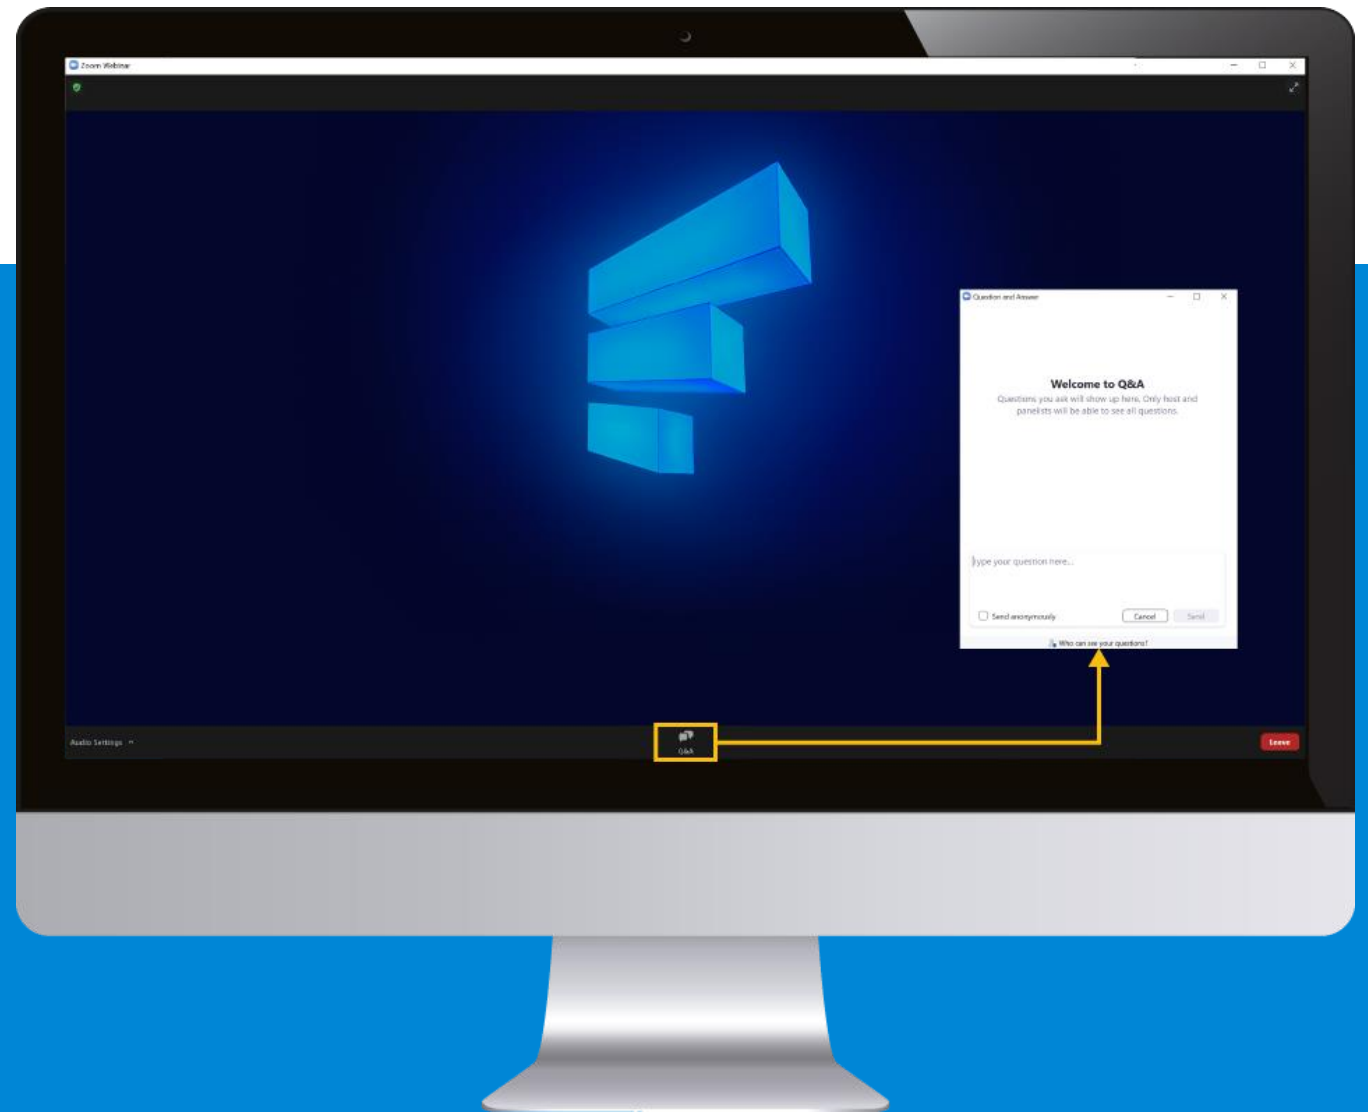 Zoom Webinar
Question and Answer
Welcome to Q&A
Questions you ask will show up here. Only host and
panelists will be able to see all questions.
Type your question here...
Send anonymously
Cancel
Send
Who can see your questions?
Audio Settings
Q&A
Leave